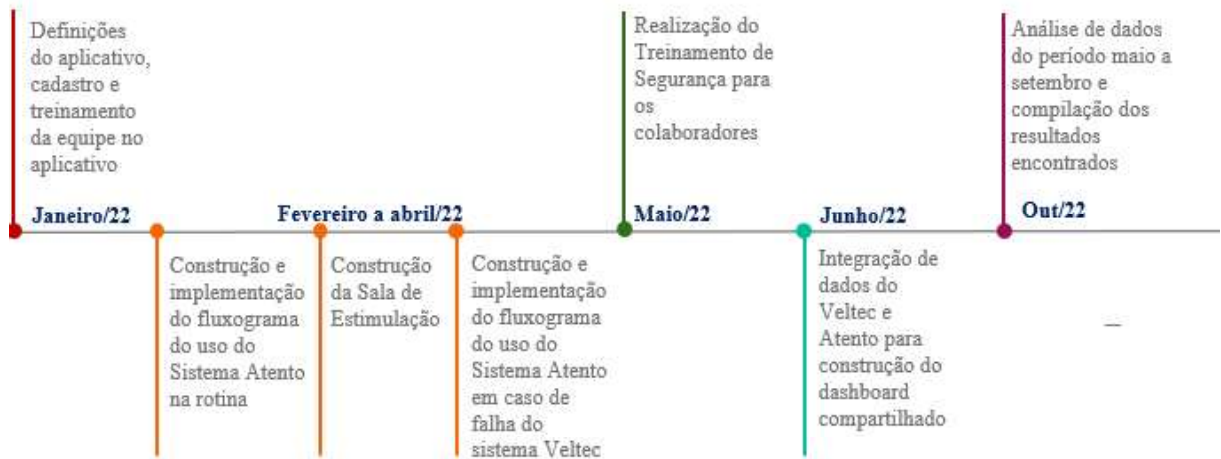 Definições
do aplicativo,
cadastro e
treinamento
da equipe no
aplicativo
Realização do
Treinamento de
Segurança para
os
colaboradores
Análise de dados
do período maio a
setembro e
compilação dos
resultados
encontrados
Janeiro/22
Fevereiro a abril/22
Maio/22
Junho/22
Out/22
Construção e
implementação
do fluxograma
do uso do
Sistema Atento
na rotina
Construção
da Sala de
Estimulação
Construção e
implementação
do fluxograma
do uso do
Sistema Atento
em caso de
falha do
sistema Veltec
Integração de
dados do
Veltec e
Atento para
construção do
dashboard
compartilhado